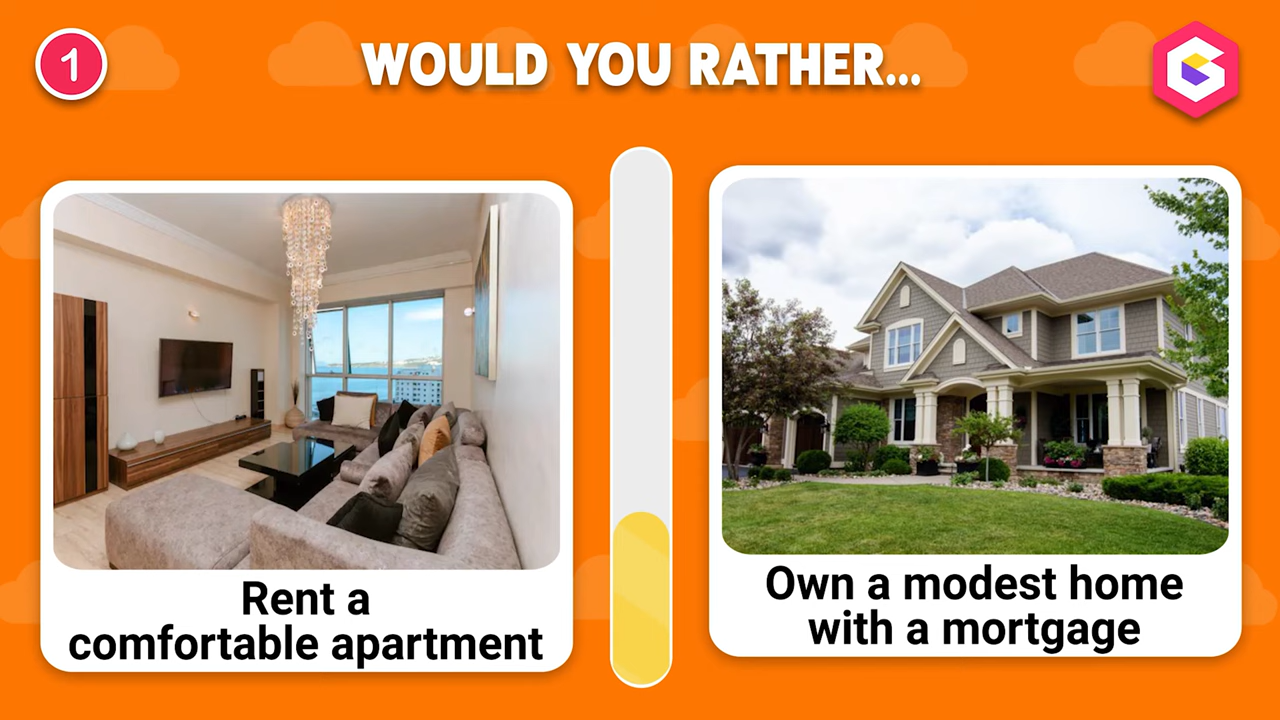 1
WOULD YOU RATHER...
G
Rent a
comfortable apartment
Own a modest home
with a mortgage